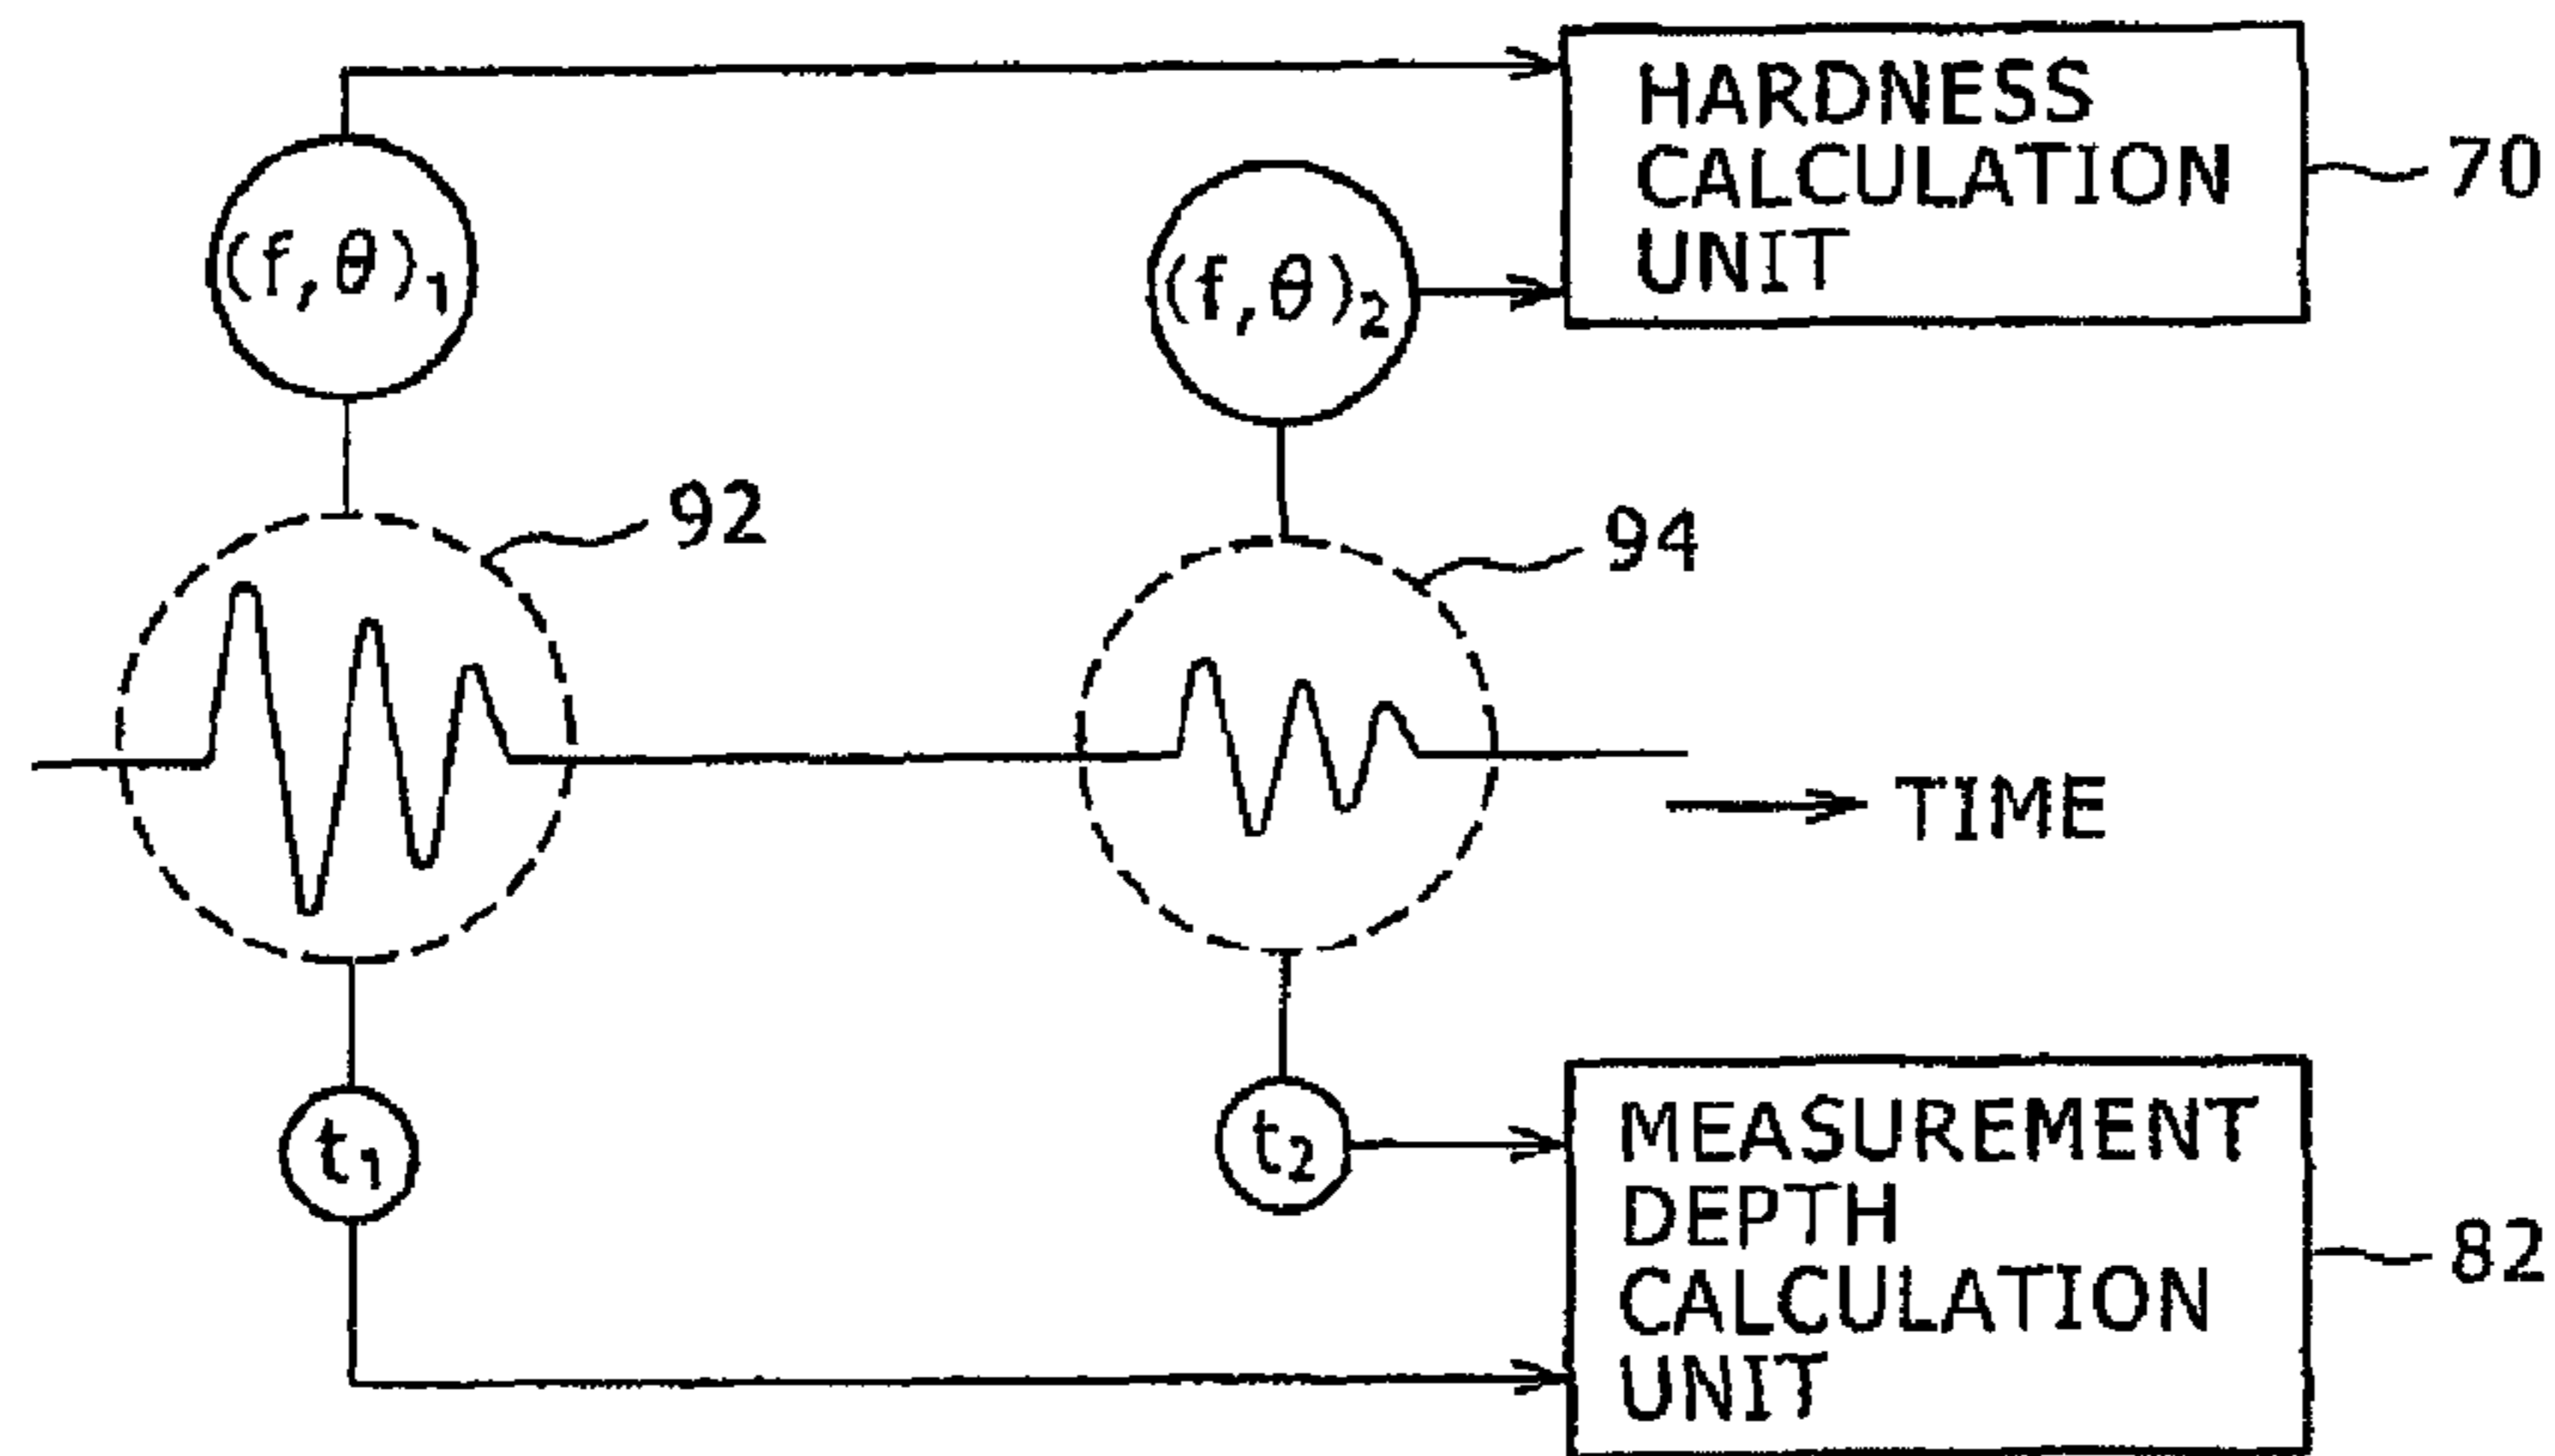 HARDNESS
CALCULATION
UNIT
70
(f,θ)₁
(f,θ)₂
92
94
TIME
t₁
t₂
MEASUREMENT
DEPTH
CALCULATION
UNIT
82